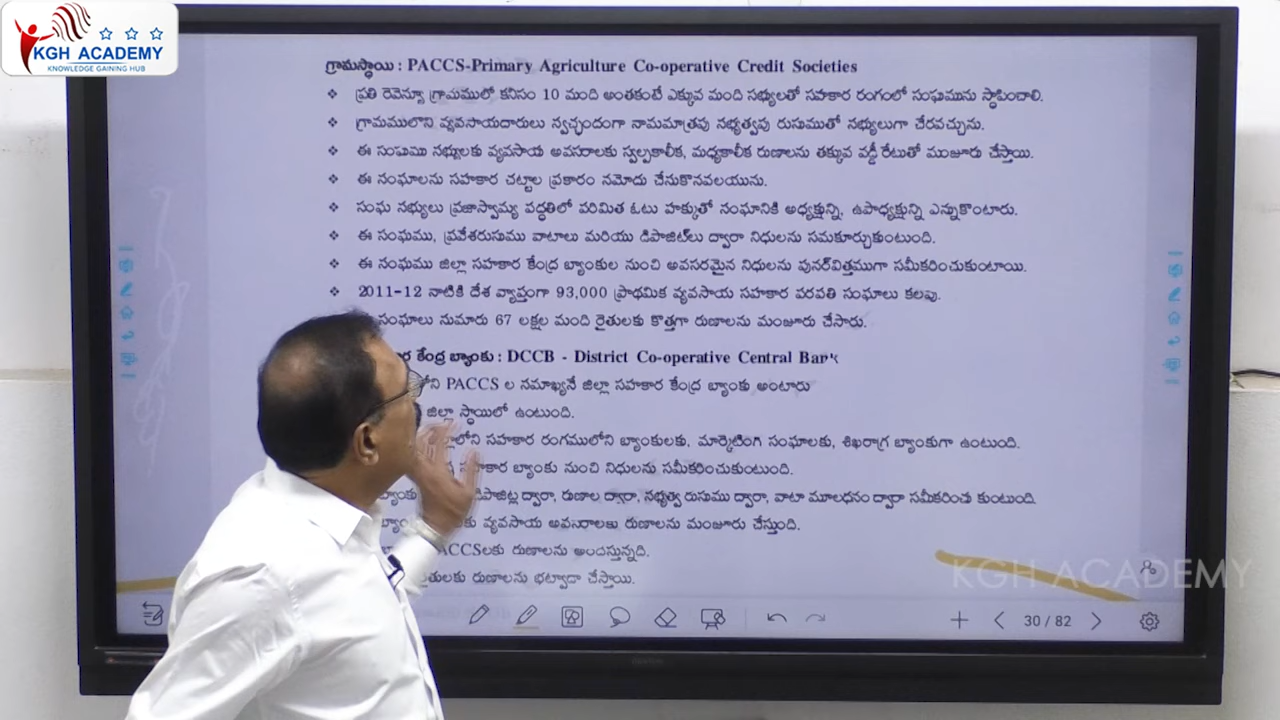 KGH ACADEMY
KNOWLEDGE GAINING HUB
గ్రామస్థాయి : PACCS-Primary Agriculture Co-operative Credit Societies
❖ ప్రతి రెవెన్యూ గ్రామములో కనీసం 10 మంది అంతకంటే ఎక్కువ మంది సభ్యులతో సహకార రంగంలో సంఘమును స్థాపించాలి.
❖ గ్రామములోని వ్యవసాయదారులు స్వచ్ఛందంగా నామమాత్రపు సభ్యత్వపు రుసుముతో సభ్యులుగా చేరవచ్చును.
❖ ఈ సంఘము సభ్యులకు వ్యవసాయ అవసరాలకు స్వల్పకాలిక, మధ్యకాలిక రుణాలను తక్కువ వడ్డీ రేటుతో మంజూరు చేస్తాయి.
❖ ఈ సంఘాలను సహకార చట్టాల ప్రకారం నమోదు చేసుకొనవలయును.
❖ సంఘ సభ్యులు ప్రజాస్వామ్య పద్ధతిలో పరిమిత ఓటు హక్కుతో సంఘానికి అధ్యక్షున్ని, ఉపాధ్యక్షున్ని ఎన్నుకొంటారు.
❖ ఈ సంఘము, ప్రవేశరుసుము వాటాలు మరియు డిపాజిట్‌లు ద్వారా నిధులను సమకూర్చుకుంటుంది.
❖ ఈ సంఘము జిల్లా సహకార కేంద్ర బ్యాంకుల నుంచి అవసరమైన నిధులను పునర్‌విత్తముగా సమీకరించుకుంటాయి.
❖ 2011-12 నాటికి దేశ వ్యాప్తంగా 93,000 ప్రాథమిక వ్యవసాయ సహకార పరపతి సంఘాలు కలవు.
సంఘాలు సుమారు 67 లక్షల మంది రైతులకు కొత్తగా రుణాలను మంజూరు చేసారు.
కేంద్ర బ్యాంకు : DCCB - District Co-operative Central Bank
PACCS ల సమాఖ్యనే జిల్లా సహకార కేంద్ర బ్యాంకు అంటారు
జిల్లా స్థాయిలో ఉంటుంది.
సహకార రంగములోని బ్యాంకులకు, మార్కెటింగ్ సంఘాలకు, శిఖరాగ్ర బ్యాంకుగా ఉంటుంది.
బ్యాంకు నుంచి నిధులను సమీకరించుకుంటుంది.
డిపాజిట్ల ద్వారా, రుణాల ద్వారా, సభ్యత్వ రుసుము ద్వారా, వాటా మూలధనం ద్వారా సమీకరించు కుంటుంది.
వ్యవసాయ అవసరాలకు రుణాలను మంజూరు చేస్తుంది.
రుణాలను అందిస్తున్నది.
రుణాలను భట్వాడా చేస్తాయి.
KGH ACADEMY
30 / 82